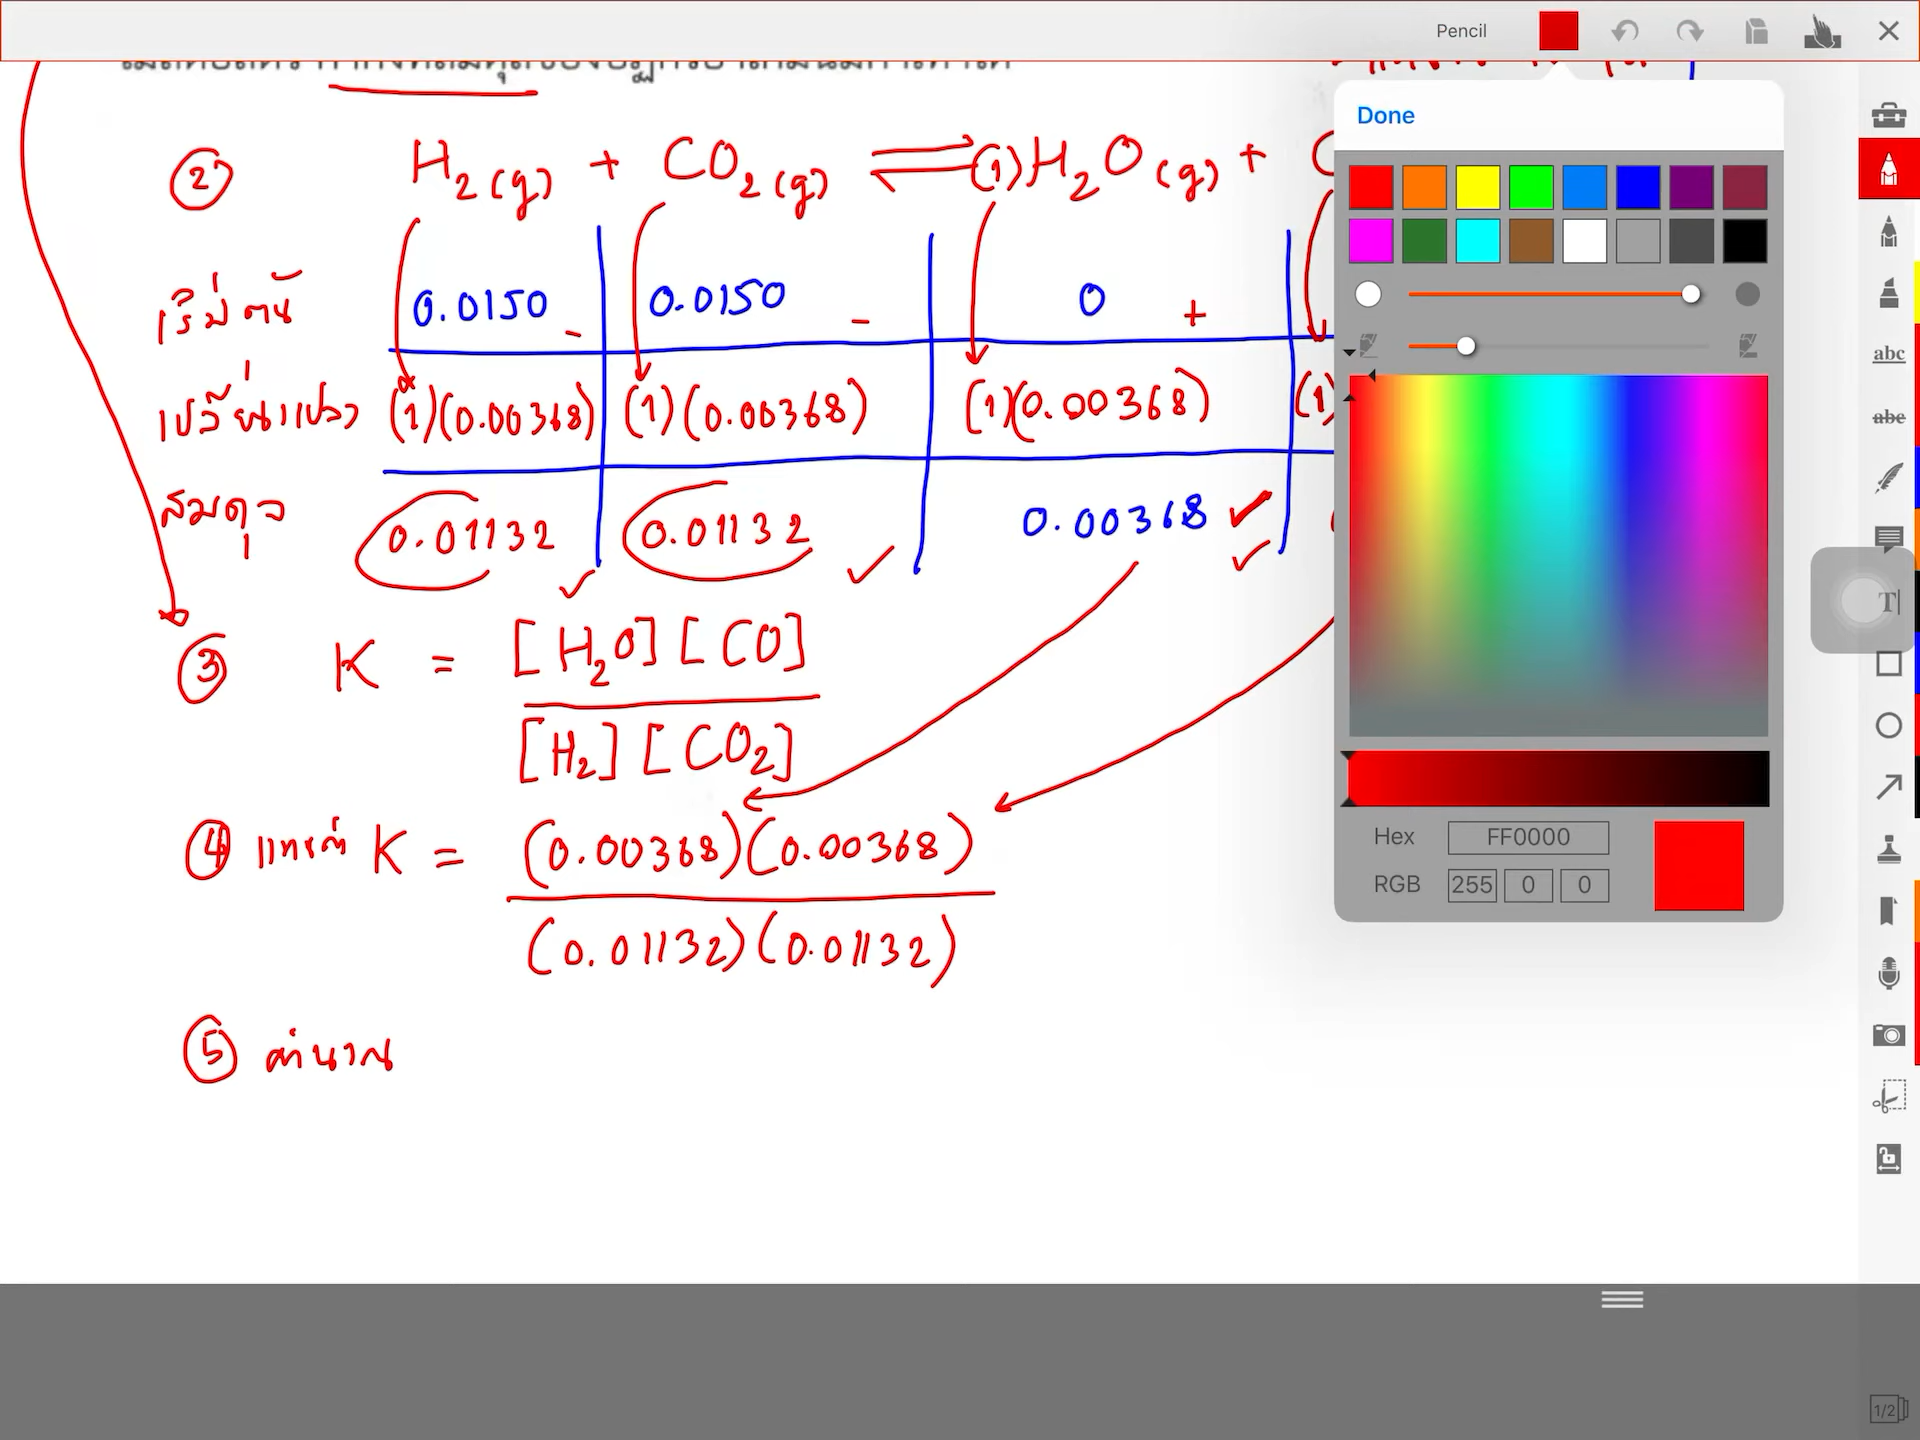 Pencil
Done
② H₂(g) + CO₂(g) ⇌ (1)H₂O(g) +
เริ่มต้น 0.0150 - 0.0150 - 0 +
เปลี่ยนแปลง (1)(0.00368) (1)(0.00368) (1)(0.00368) (1)
สมดุล 0.01132 0.01132 0.00368
③ K = [H₂O][CO]
[H₂][CO₂]
④ แทนค่า K = (0.00368)(0.00368)
(0.01132)(0.01132)
⑤ คำนวณ
Hex FF0000
RGB 255 0 0
abc
abc
T
1/2